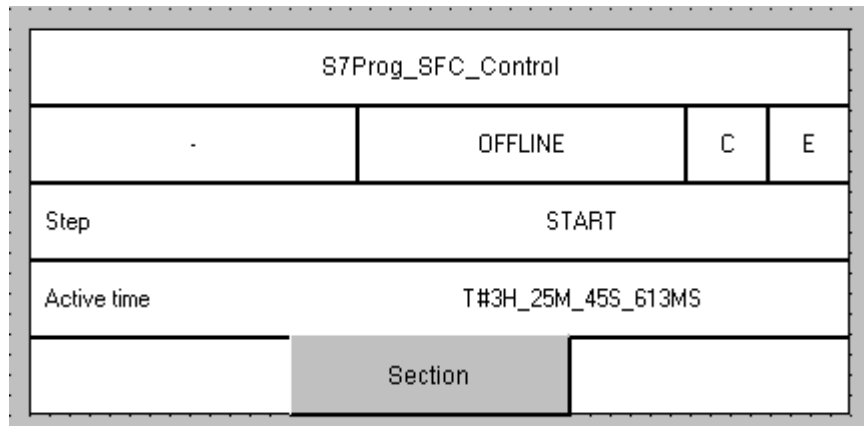 S7Prog_SFC_Control
- OFFLINE C E
Step START
Active time T#3H_25M_45S_613MS
Section